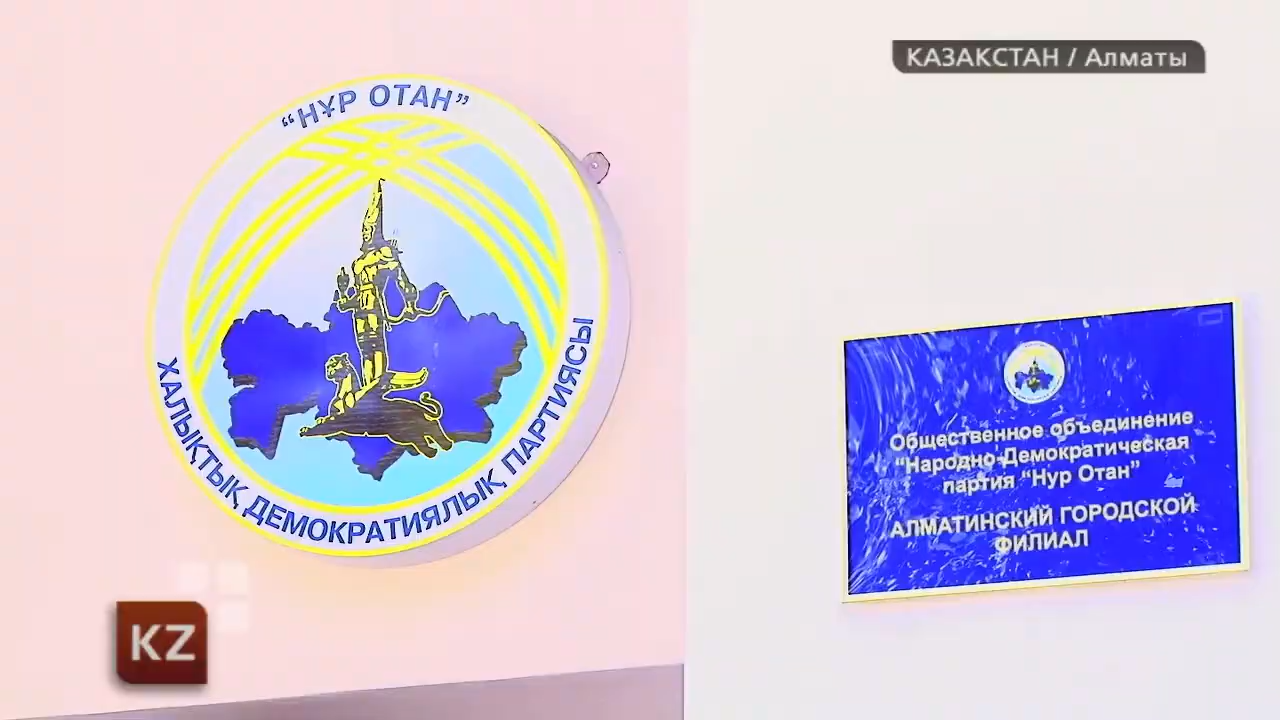 КАЗАКСТАН / Алматы
“НҰР ОТАН”
ХАЛЫҚТЫҚ ДЕМОКРАТИЯЛЫҚ ПАРТИЯСЫ
Общественное объединение
“Народно-Демократическая
партия “Нур Отан”
АЛМАТИНСКИЙ ГОРОДСКОЙ
ФИЛИАЛ
KZ